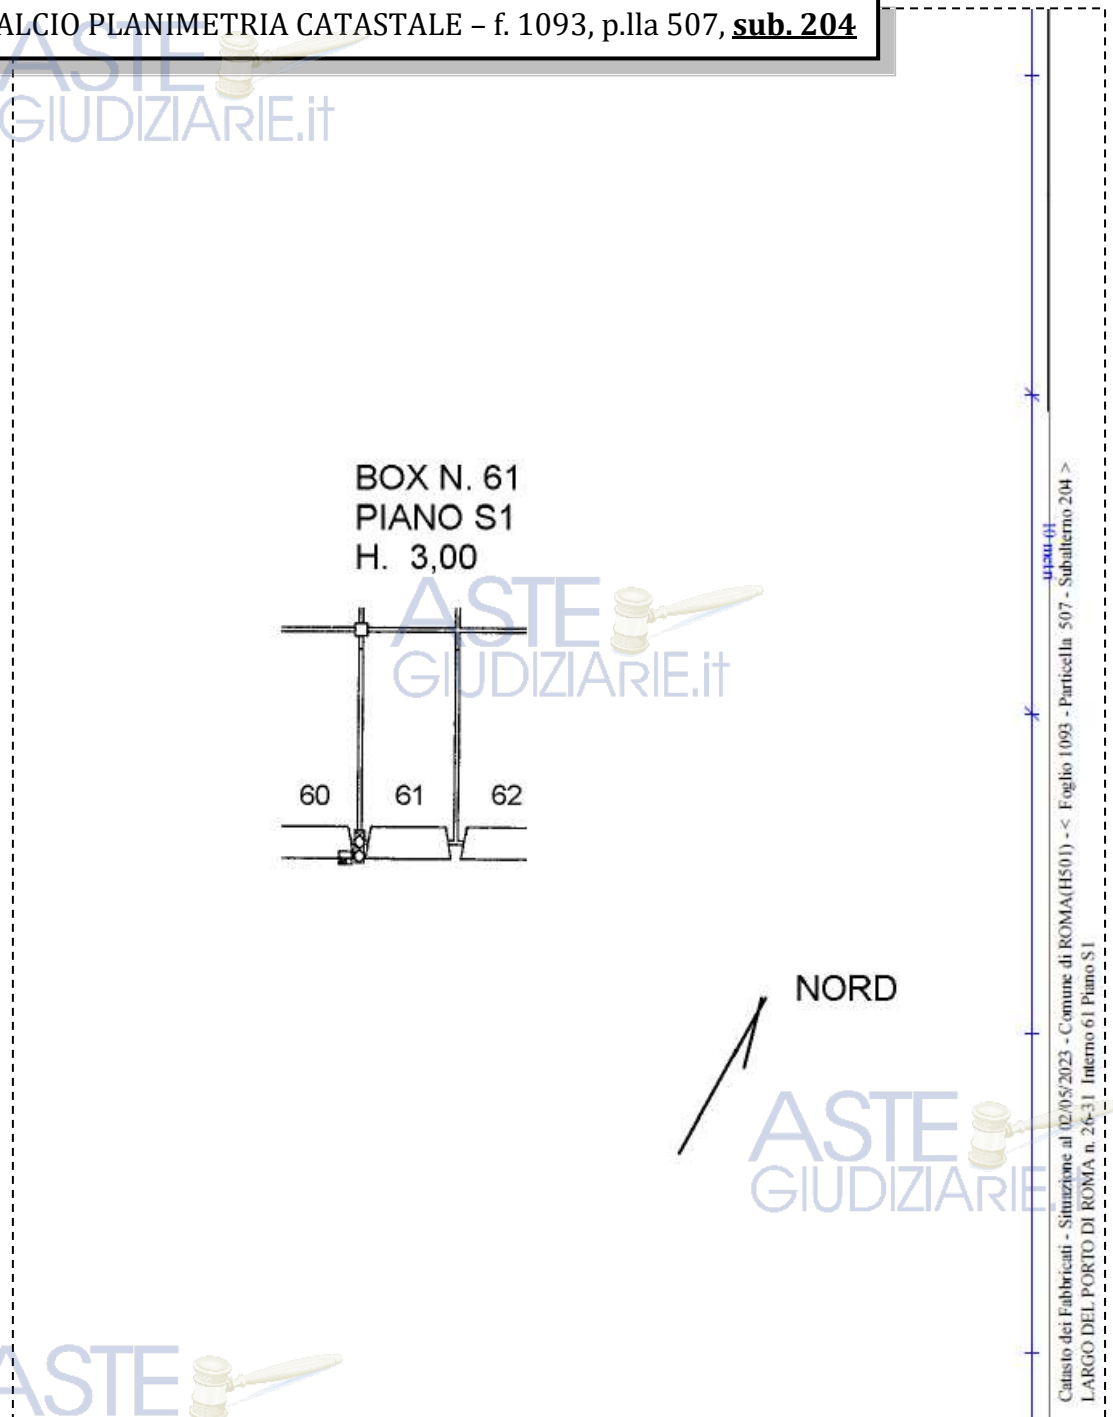 ALCIO PLANIMETRIA CATASTALE – f. 1093, p.lla 507, sub. 204
ASTE
GIUDIZIARIE.it
BOX N. 61
PIANO S1
H. 3,00
ASTE
GIUDIZIARIE.it
60
61
62
NORD
ASTE
GIUDIZIARIE.
ASTE
10 metri
Catasto dei Fabbricati - Situazione al 02/05/2023 - Comune di ROMA(H501) - < Foglio 1093 - Particella 507 - Subalterno 204 >
LARGO DEL PORTO DI ROMA n. 26-31 Interno 61 Piano S1